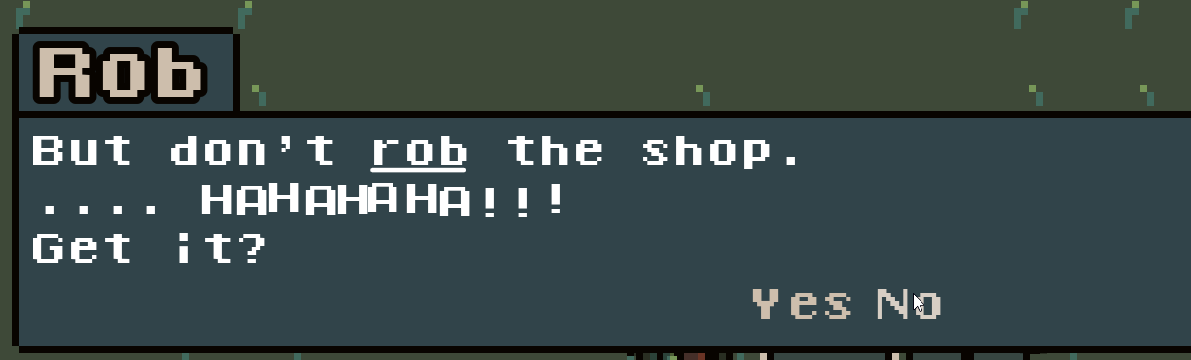 Rob
But don't rob the shop.
.... HAHAHAHA!!!
Get it?
Yes No